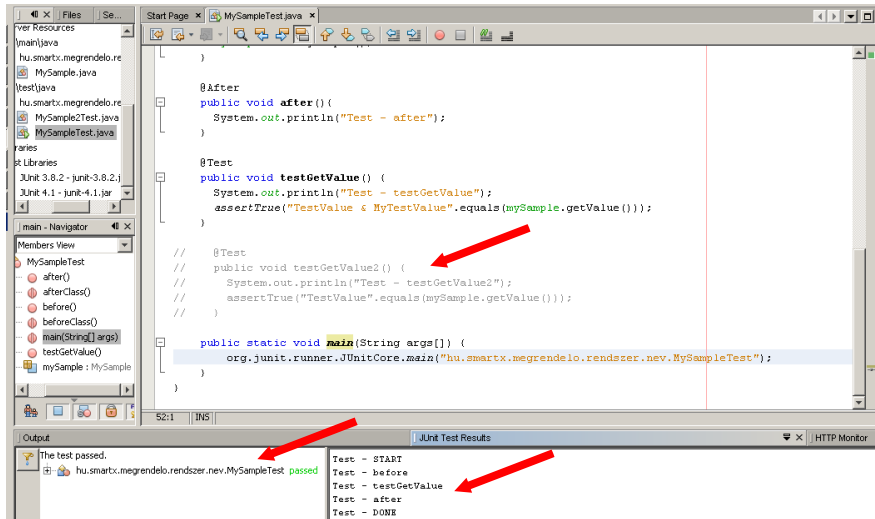 Files
Se...
rver Resources
\main\java
hu.smartx.megrendelo.re
MySample.java
\test\java
hu.smartx.megrendelo.re
MySample2Test.java
MySampleTest.java
raries
st Libraries
JUnit 3.8.2 - junit-3.8.2.j
JUnit 4.1 - junit-4.1.jar
main - Navigator
Members View
MySampleTest
after()
afterClass()
before()
beforeClass()
main(String[] args)
testGetValue()
mySample : MySample
Start Page
MySampleTest.java
}
@After
public void after(){
System.out.println("Test - after");
}
@Test
public void testGetValue() {
System.out.println("Test - testGetValue");
assertTrue("TestValue & MyTestValue".equals(mySample.getValue()));
}
// @Test
// public void testGetValue2() {
// System.out.println("Test - testGetValue2");
// assertTrue("TestValue".equals(mySample.getValue()));
// }
public static void main(String args[]) {
org.junit.runner.JUnitCore.main("hu.smartx.megrendelo.rendszer.nev.MySampleTest");
}
}
52:1 INS
Output
JUnit Test Results
HTTP Monitor
The test passed.
hu.smartx.megrendelo.rendszer.nev.MySampleTest passed
Test - START
Test - before
Test - testGetValue
Test - after
Test - DONE